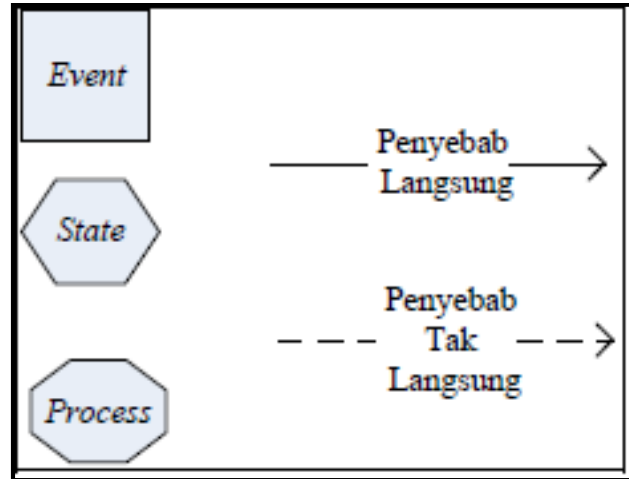 Event
State
Process
Penyebab
Langsung
Penyebab
Tak
Langsung